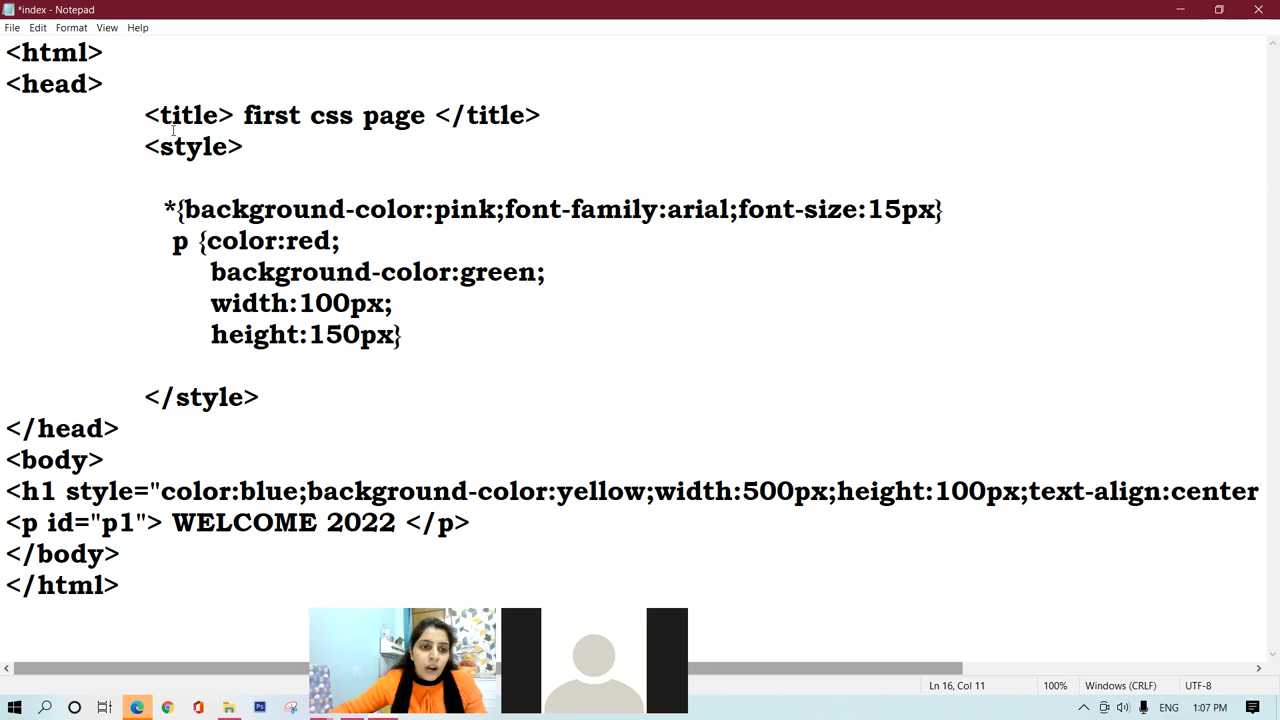 *index - Notepad
File Edit Format View Help
<html>
<head>
<title> first css page </title>
<style>
*{background-color:pink;font-family:arial;font-size:15px}
p {color:red;
background-color:green;
width:100px;
height:150px}
</style>
</head>
<body>
<h1 style="color:blue;background-color:yellow;width:500px;height:100px;text-align:center
<p id="p1"> WELCOME 2022 </p>
</body>
</html>
Ln 16, Col 11 100% Windows (CRLF) UTF-8
ENG 1:07 PM